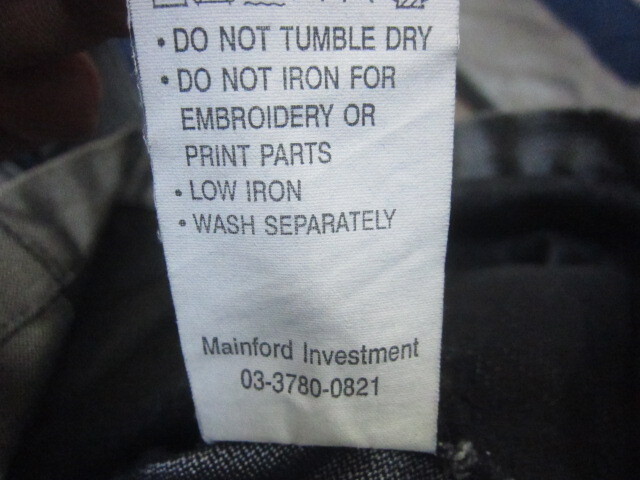 • DO NOT TUMBLE DRY
• DO NOT IRON FOR
EMBROIDERY OR
PRINT PARTS
• LOW IRON
• WASH SEPARATELY
Mainford Investment
03-3780-0821